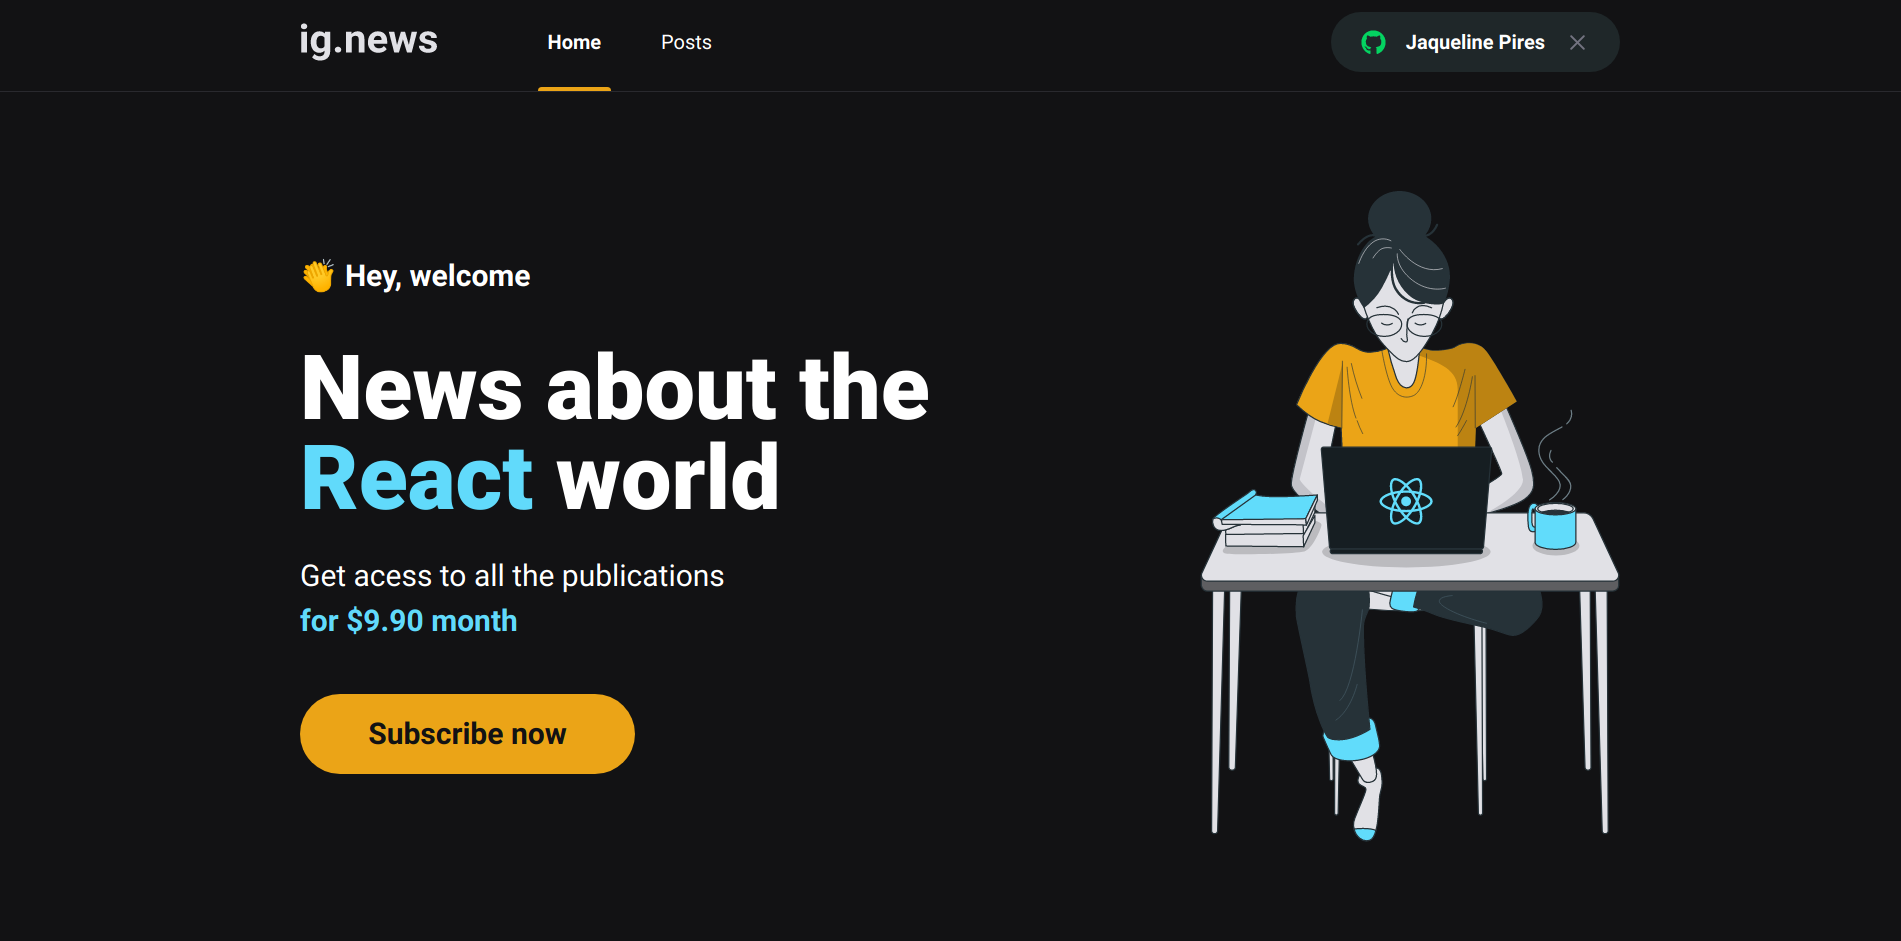 ig.news
Home
Posts
Jaqueline Pires
👏 Hey, welcome
News about the
React world
Get acess to all the publications
for $9.90 month
Subscribe now